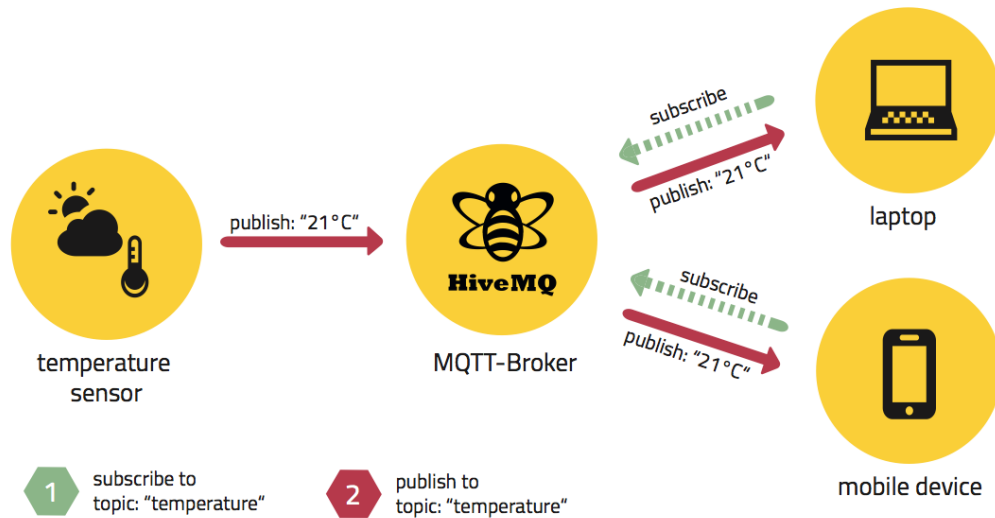 subscribe
publish: “21°C“
laptop
publish: “21°C“
HiveMQ
MQTT-Broker
temperature
sensor
subscribe
publish: “21°C“
mobile device
1
subscribe to
topic: “temperature“
2
publish to
topic: “temperature“